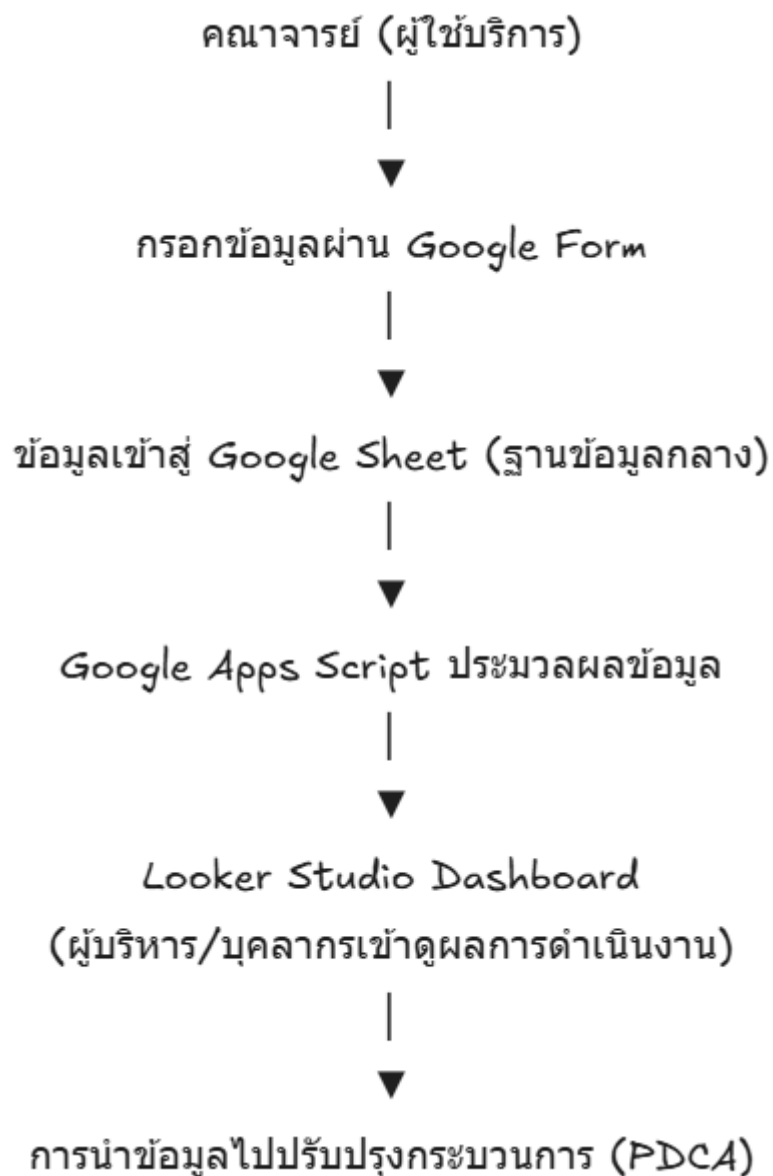 คณาจารย์ (ผู้ใช้บริการ)
กรอกข้อมูลผ่าน Google Form
ข้อมูลเข้าสู่ Google Sheet (ฐานข้อมูลกลาง)
Google Apps Script ประมวลผลข้อมูล
Looker Studio Dashboard
(ผู้บริหาร/บุคลากรเข้าดูผลการดำเนินงาน)
การนำข้อมูลไปปรับปรุงกระบวนการ (PDCA)